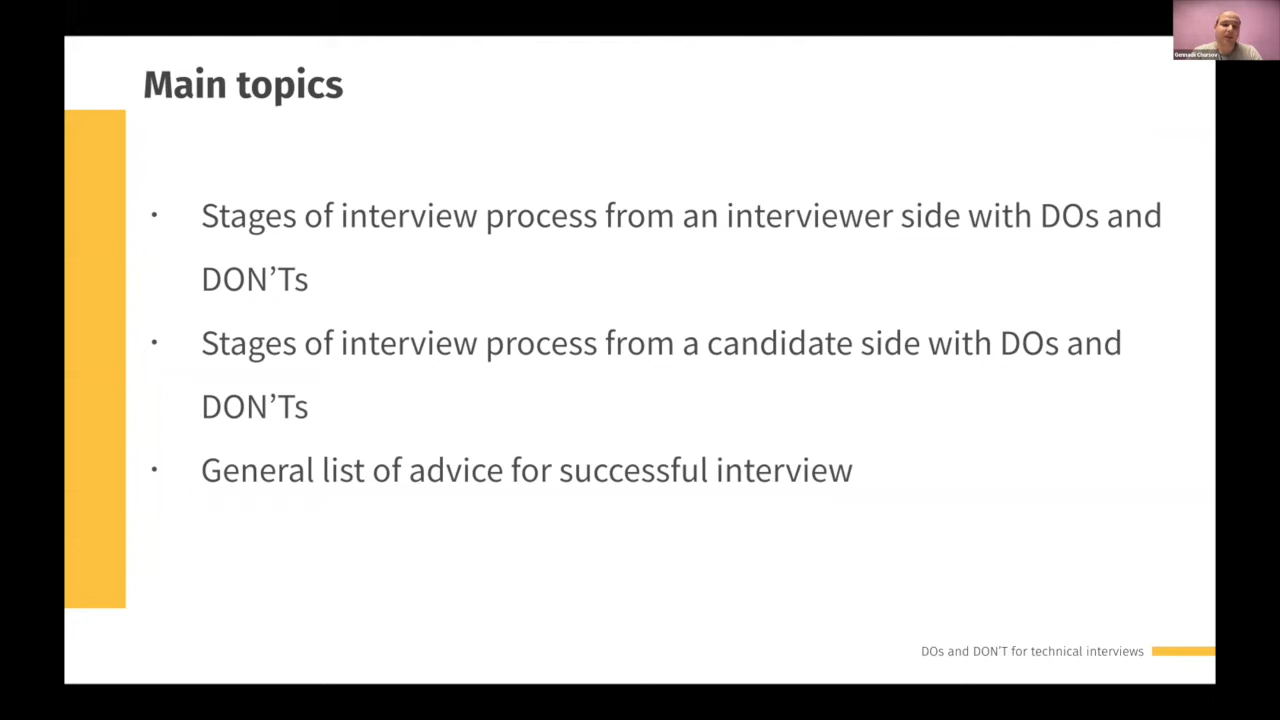 Main topics
· Stages of interview process from an interviewer side with DOs and
DON’Ts
· Stages of interview process from a candidate side with DOs and
DON’Ts
· General list of advice for successful interview
DOs and DON’T for technical interviews